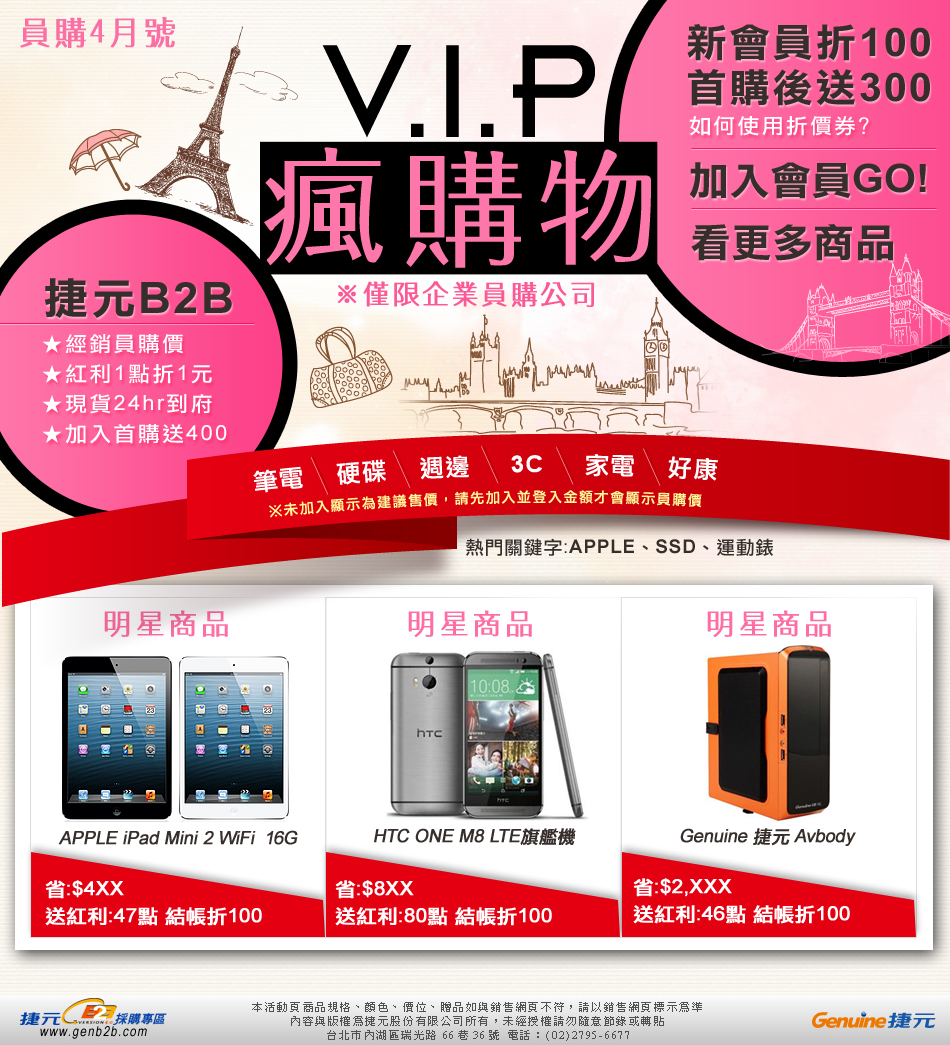 員購4月號
V.I.P
瘋購物
※僅限企業員購公司
新會員折100
首購後送300
如何使用折價券?
加入會員GO!
看更多商品
捷元B2B
★經銷員購價
★紅利1點折1元
★現貨24hr到府
★加入首購送400
筆電 \ 硬碟 \ 週邊 \ 3C \ 家電 \ 好康
※未加入顯示為建議售價，請先加入並登入金額才會顯示員購價
熱門關鍵字:APPLE、SSD、運動錶
明星商品
APPLE iPad Mini 2 WiFi 16G
省:$4XX
送紅利:47點 結帳折100
明星商品
10:08
hTC
hTC
HTC ONE M8 LTE旗艦機
省:$8XX
送紅利:80點 結帳折100
明星商品
Genuine 捷元 Avbody
省:$2,XXX
送紅利:46點 結帳折100
捷元 B2B 採購專區
www.genb2b.com
本活動頁商品規格、顏色、價位、贈品如與銷售網頁不符，請以銷售網頁標示為準
內容與版權為捷元股份有限公司所有，未經授權請勿隨意節錄或轉貼
台北市內湖區瑞光路 66 巷 36 號 電話：(02)2795-6677
Genuine 捷元